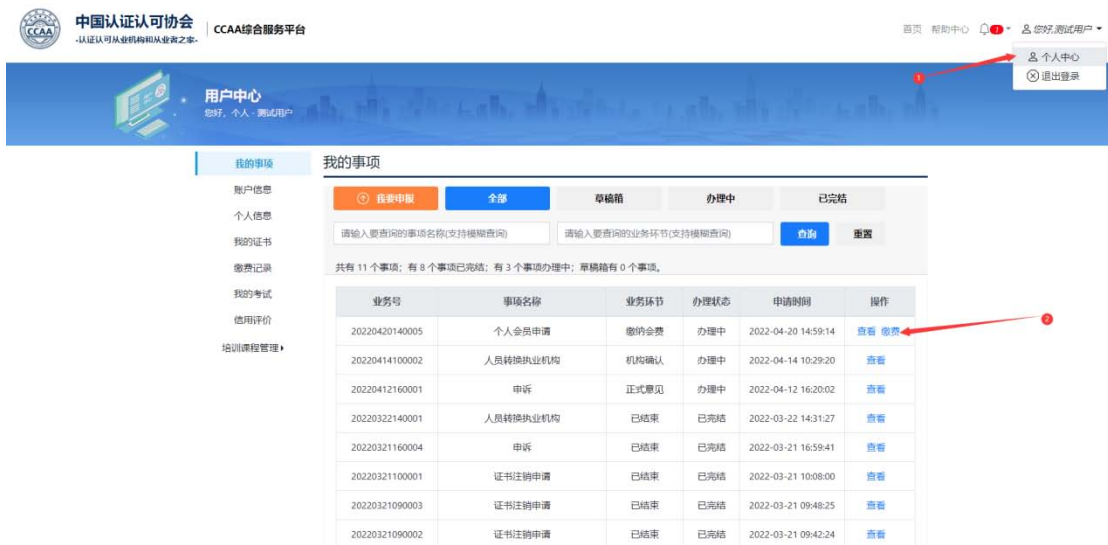 中国认证认可协会
-认证认可从业机构和从业者之家-
CCAA
CCAA综合服务平台
首页 帮助中心 7 您好,测试用户
个人中心
退出登录
1
用户中心
您好,个人 - 测试用户
我的事项
账户信息
个人信息
我的证书
缴费记录
我的考试
信用评价
培训课程管理
我的事项
我要申报 全部 草稿箱 办理中 已完结
请输入要查询的事项名称(支持模糊查询) 请输入要查询的业务环节(支持模糊查询) 查询 重置
共有 11 个事项; 有 8 个事项已完结; 有 3 个事项办理中; 草稿箱有 0 个事项。
业务号 事项名称 业务环节 办理状态 申请时间 操作
20220420140005 个人会员申请 缴纳会费 办理中 2022-04-20 14:59:14 查看 缴费
2
20220414100002 人员转换执业机构 机构确认 办理中 2022-04-14 10:29:20 查看
20220412160001 申诉 正式意见 办理中 2022-04-12 16:20:02 查看
20220322140001 人员转换执业机构 已结束 已完结 2022-03-22 14:31:27 查看
20220321160004 申诉 已结束 已完结 2022-03-21 16:59:41 查看
20220321100001 证书注销申请 已结束 已完结 2022-03-21 10:08:00 查看
20220321090003 证书注销申请 已结束 已完结 2022-03-21 09:48:25 查看
20220321090002 证书注销申请 已结束 已完结 2022-03-21 09:42:24 查看